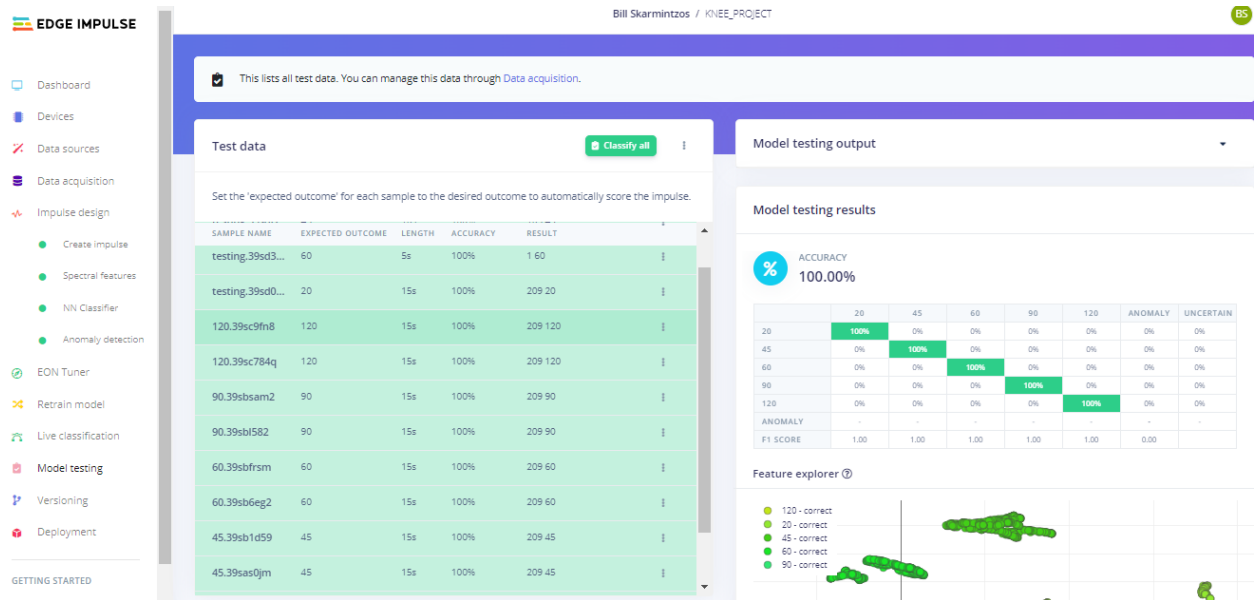 EDGE IMPULSE
Dashboard
Devices
Data sources
Data acquisition
Impulse design
Create impulse
Spectral features
NN Classifier
Anomaly detection
EON Tuner
Retrain model
Live classification
Model testing
Versioning
Deployment
GETTING STARTED
Bill Skarmintzos / KNEE_PROJECT
BS
This lists all test data. You can manage this data through Data acquisition.
Test data
Classify all
Set the 'expected outcome' for each sample to the desired outcome to automatically score the impulse.
SAMPLE NAME EXPECTED OUTCOME LENGTH ACCURACY RESULT
testing.39sd3... 60 5s 100% 1 60
testing.39sd0... 20 15s 100% 209 20
120.39sc9fn8 120 15s 100% 209 120
120.39sc784q 120 15s 100% 209 120
90.39sbsam2 90 15s 100% 209 90
90.39sbl582 90 15s 100% 209 90
60.39sbfrsm 60 15s 100% 209 60
60.39sb6eg2 60 15s 100% 209 60
45.39sb1d59 45 15s 100% 209 45
45.39sas0jm 45 15s 100% 209 45
Model testing output
Model testing results
%
ACCURACY
100.00%
20 45 60 90 120 ANOMALY UNCERTAIN
20 100% 0% 0% 0% 0% 0% 0%
45 0% 100% 0% 0% 0% 0% 0%
60 0% 0% 100% 0% 0% 0% 0%
90 0% 0% 0% 100% 0% 0% 0%
120 0% 0% 0% 0% 100% 0% 0%
ANOMALY - - - - - - -
F1 SCORE 1.00 1.00 1.00 1.00 1.00 0.00
Feature explorer ?
120 - correct
20 - correct
45 - correct
60 - correct
90 - correct